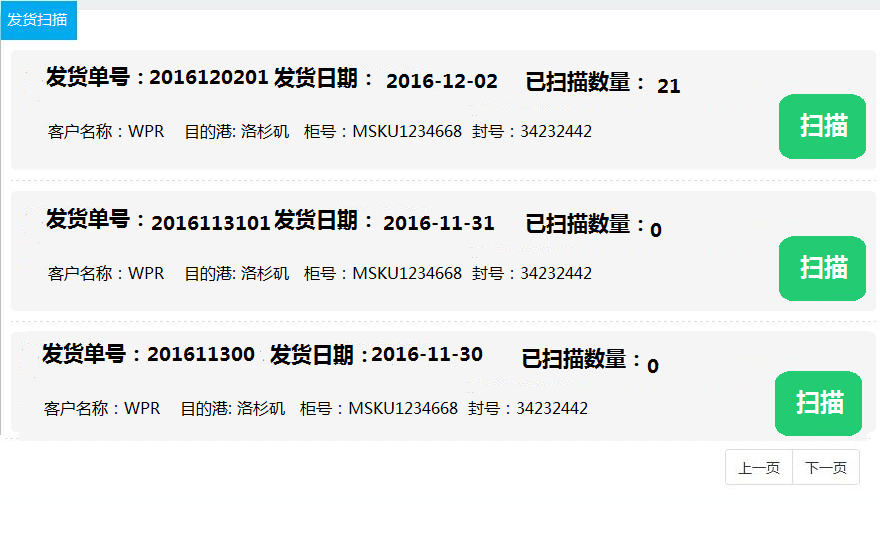 发货扫描
发货单号：2016120201 发货日期： 2016-12-02 已扫描数量： 21
客户名称：WPR 目的港: 洛杉矶 柜号：MSKU1234668 封号：34232442
扫描
发货单号：2016113101 发货日期： 2016-11-31 已扫描数量：0
客户名称：WPR 目的港: 洛杉矶 柜号：MSKU1234668 封号：34232442
扫描
发货单号：201611300 发货日期：2016-11-30 已扫描数量：0
客户名称：WPR 目的港: 洛杉矶 柜号：MSKU1234668 封号：34232442
扫描
上一页 下一页